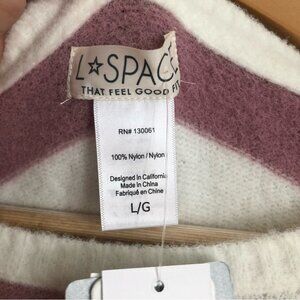 L☆SPACE
THAT FEEL GOOD FIT
RN# 130061
100% Nylon / Nylon
Designed in California
Made in China
Fabriqué en Chine
L/G